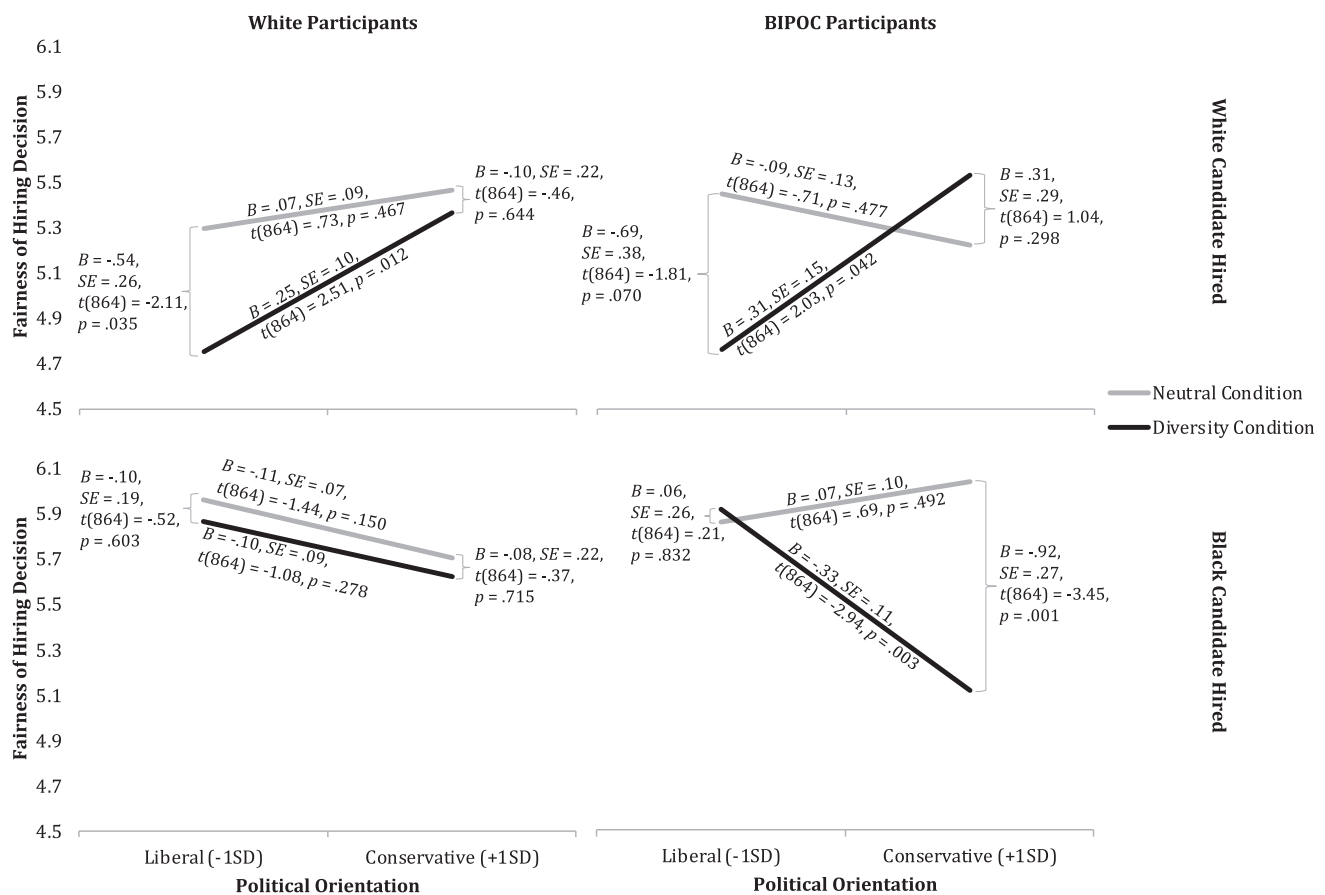 White Participants
BIPOC Participants
Fairness of Hiring Decision
6.1
5.9
5.7
5.5
5.3
5.1
4.9
4.7
4.5
B = -.54,
SE = .26,
t(864) = -2.11,
p = .035
B = .07, SE = .09,
t(864) = .73, p = .467
B = .25, SE = .10,
t(864) = 2.51, p = .012
B = -.10, SE = .22,
t(864) = -.46,
p = .644
B = -.69,
SE = .38,
t(864) = -1.81,
p = .070
B = -.09, SE = .13,
t(864) = -.71, p = .477
B = .31, SE = .15,
t(864) = 2.03, p = .042
B = .31,
SE = .29,
t(864) = 1.04,
p = .298
White Candidate Hired
Neutral Condition
Diversity Condition
Fairness of Hiring Decision
6.1
5.9
5.7
5.5
5.3
5.1
4.9
4.7
4.5
B = -.10,
SE = .19,
t(864) = -.52,
p = .603
B = -.11, SE = .07,
t(864) = -1.44, p = .150
B = -.10, SE = .09,
t(864) = -1.08, p = .278
B = -.08, SE = .22,
t(864) = -.37,
p = .715
B = .06,
SE = .26,
t(864) = .21,
p = .832
B = .07, SE = .10,
t(864) = .69, p = .492
B = -.33, SE = .11,
t(864) = -2.94, p = .003
B = -.92,
SE = .27,
t(864) = -3.45,
p = .001
Black Candidate Hired
Liberal (-1SD)
Conservative (+1SD)
Political Orientation
Liberal (-1SD)
Conservative (+1SD)
Political Orientation